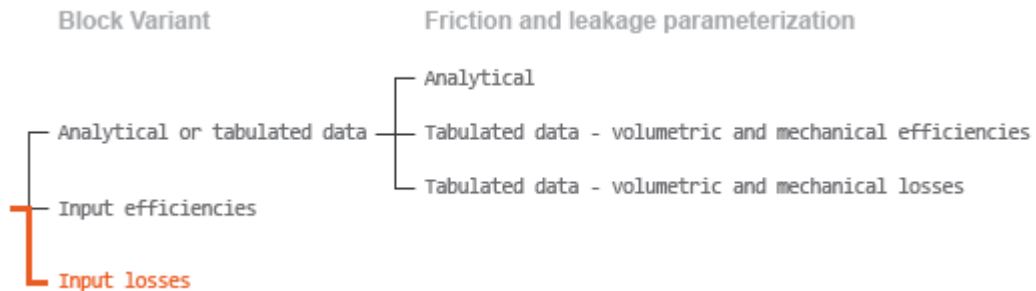 Block Variant Friction and leakage parameterization
Analytical
Analytical or tabulated data Tabulated data - volumetric and mechanical efficiencies
Tabulated data - volumetric and mechanical losses
Input efficiencies
Input losses